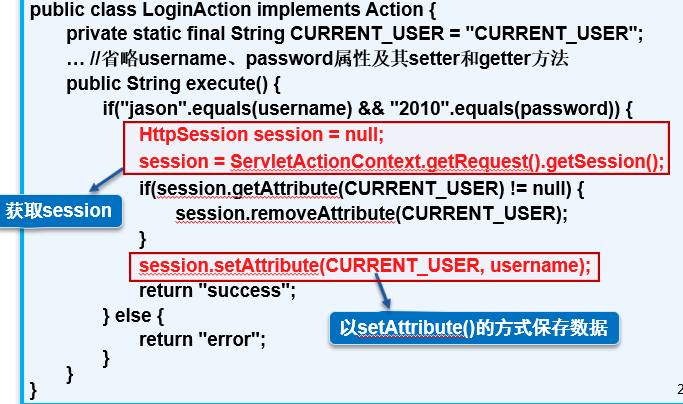 public class LoginAction implements Action {
private static final String CURRENT_USER = "CURRENT_USER";
… //省略username、password属性及其setter和getter方法
public String execute() {
if("jason".equals(username) && "2010".equals(password)) {
HttpSession session = null;
session = ServletActionContext.getRequest().getSession();
获取session
if(session.getAttribute(CURRENT_USER) != null) {
session.removeAttribute(CURRENT_USER);
}
session.setAttribute(CURRENT_USER, username);
return "success";
} else {
以setAttribute()的方式保存数据
return "error";
}
}
}
2